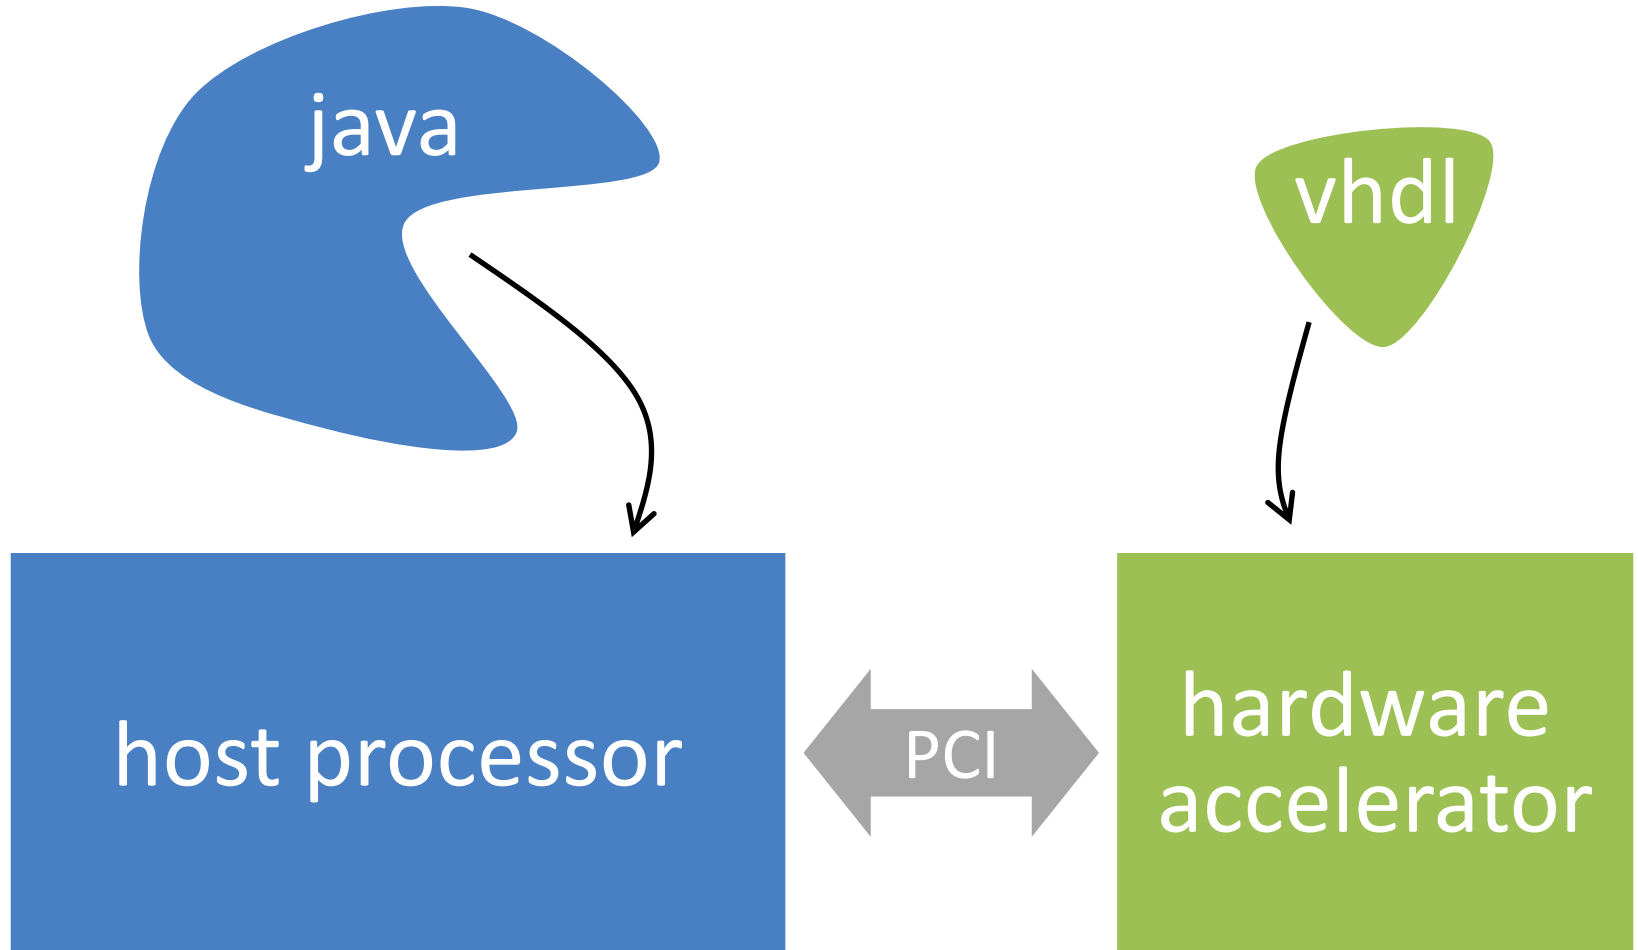 java
vhdl
host processor
PCI
hardware
accelerator